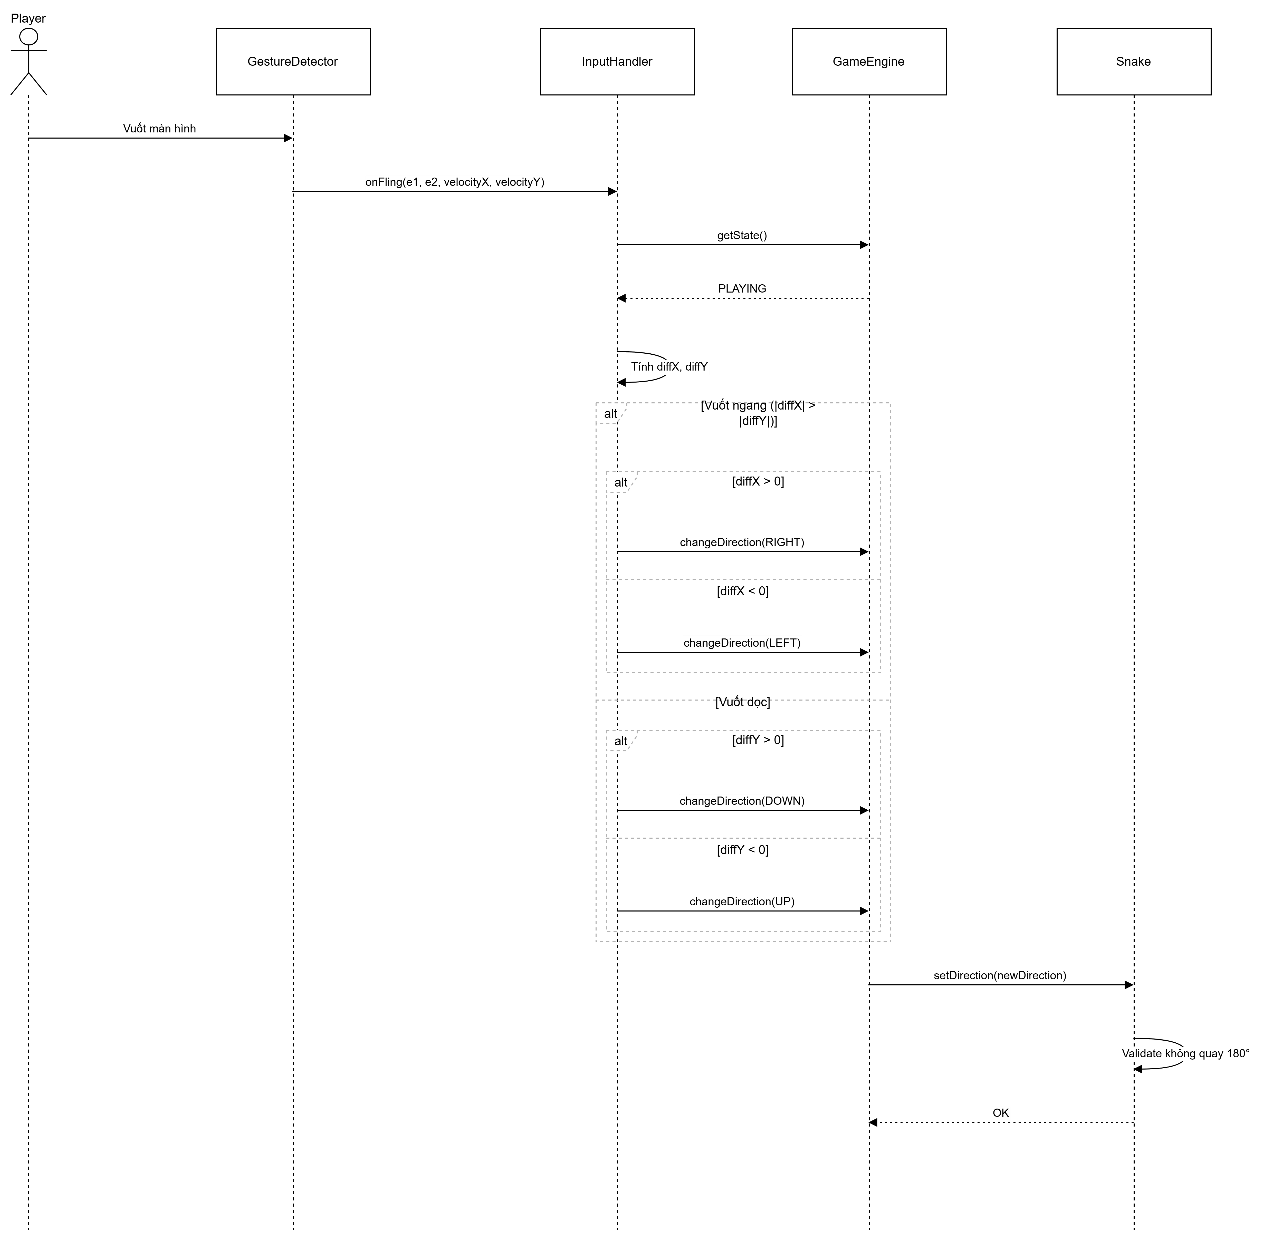 Player
GestureDetector
InputHandler
GameEngine
Snake
Vuốt màn hình
onFling(e1, e2, velocityX, velocityY)
getState()
PLAYING
Tính diffX, diffY
alt
[Vuốt ngang (|diffX| >
|diffY|)]
alt
[diffX > 0]
changeDirection(RIGHT)
[diffX < 0]
changeDirection(LEFT)
[Vuốt dọc]
alt
[diffY > 0]
changeDirection(DOWN)
[diffY < 0]
changeDirection(UP)
setDirection(newDirection)
Validate không quay 180°
OK